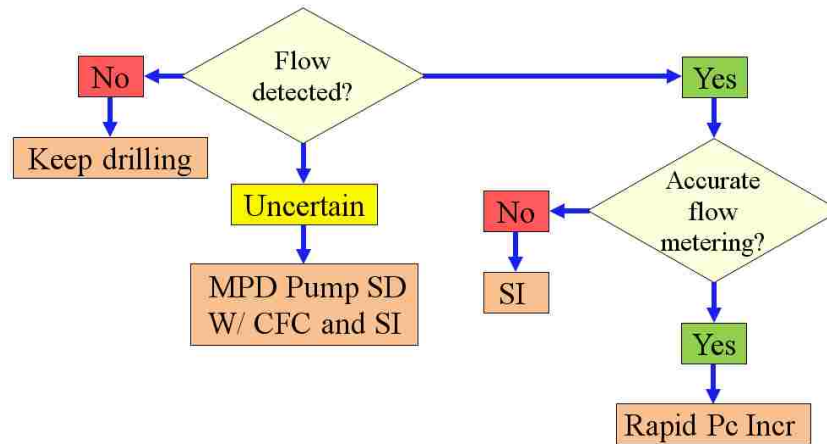 Flow
detected?
No
Yes
Keep drilling
Uncertain
MPD Pump SD
W/ CFC and SI
Accurate
flow
metering?
No
SI
Yes
Rapid Pc Incr